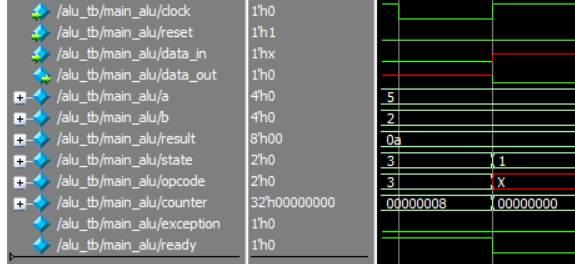 /alu_tb/main_alu/clock 1'h0
/alu_tb/main_alu/reset 1'h1
/alu_tb/main_alu/data_in 1'hx
/alu_tb/main_alu/data_out 1'h0
/alu_tb/main_alu/a 4'h0 5
/alu_tb/main_alu/b 4'h0 2
/alu_tb/main_alu/result 8'h00 0a
/alu_tb/main_alu/state 2'h0 3 1
/alu_tb/main_alu/opcode 2'h0 3 X
/alu_tb/main_alu/counter 32'h00000000 00000008 00000000
/alu_tb/main_alu/exception 1'h0
/alu_tb/main_alu/ready 1'h0